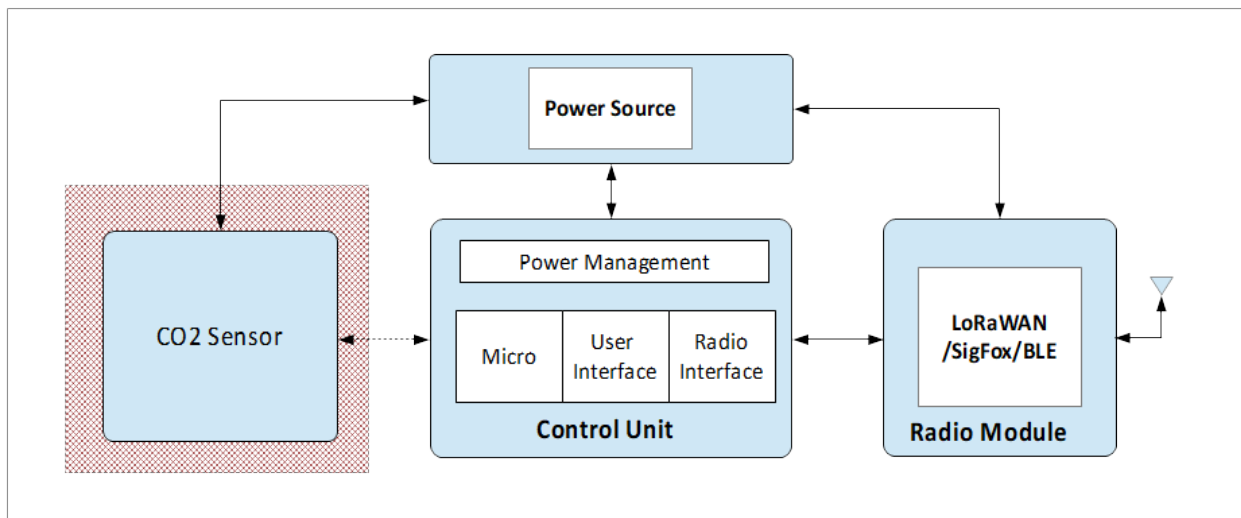 Power Source
Power Management
CO2 Sensor
Micro
User
Interface
Radio
Interface
Control Unit
LoRaWAN
/SigFox/BLE
Radio Module